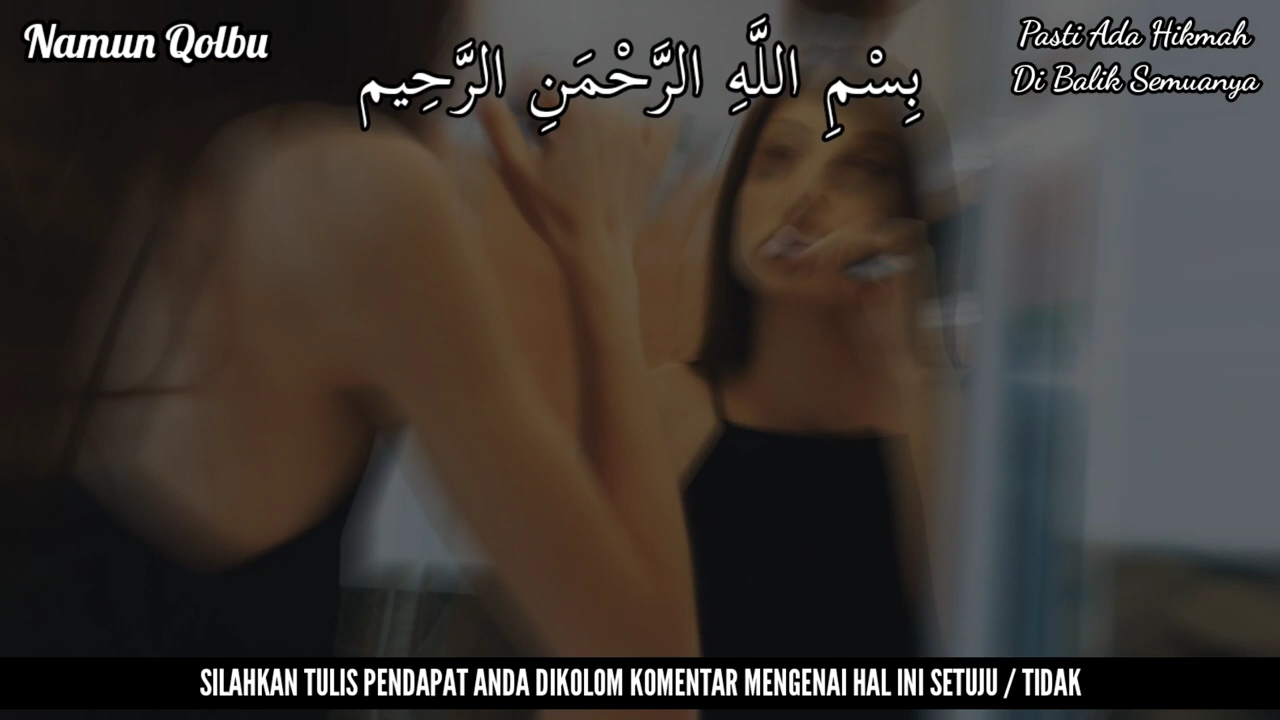 Namun Qolbu
بِسْمِ اللَّهِ الرَّحْمَنِ الرَّحِيم
Pasti Ada Hikmah
Di Balik Semuanya
SILAHKAN TULIS PENDAPAT ANDA DIKOLOM KOMENTAR MENGENAI HAL INI SETUJU / TIDAK